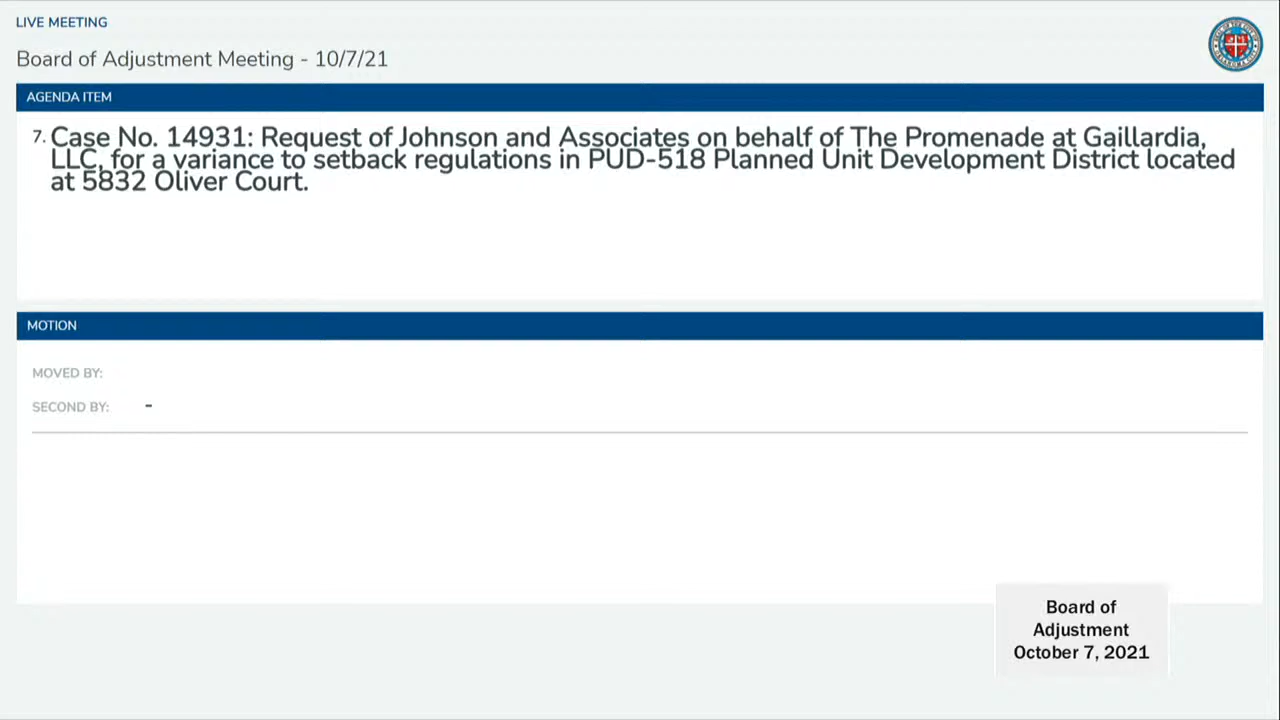 LIVE MEETING
Board of Adjustment Meeting - 10/7/21
AGENDA ITEM
7. Case No. 14931: Request of Johnson and Associates on behalf of The Promenade at Gaillardia,
LLC, for a variance to setback regulations in PUD-518 Planned Unit Development District located
at 5832 Oliver Court.
MOTION
MOVED BY:
SECOND BY: -
Board of
Adjustment
October 7, 2021